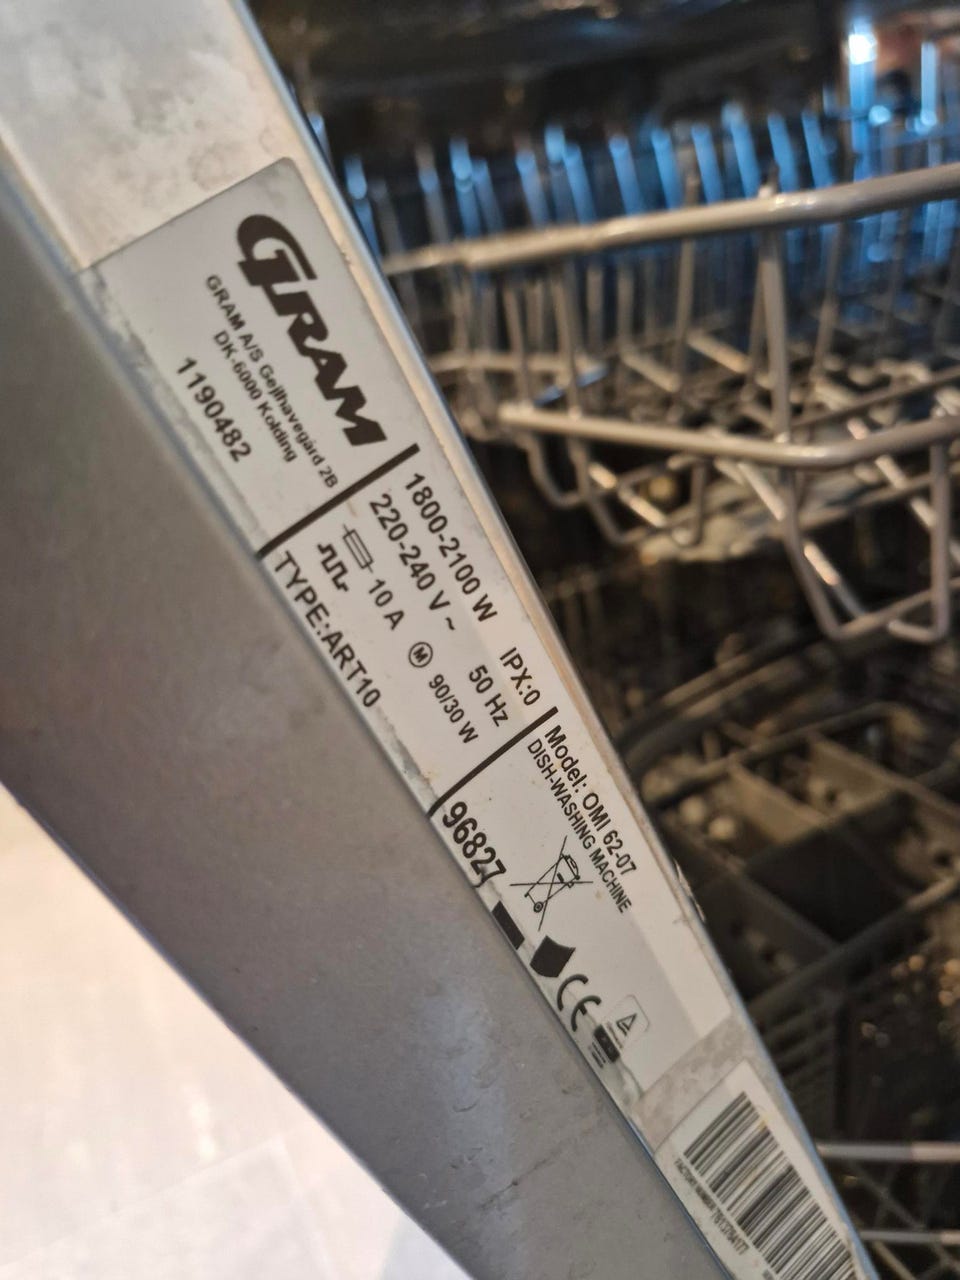 GRAM
GRAM A/S Gejlhavegård 2B
DK-6000 Kolding
1190482
1800-2100 W IPX:0
220-240 V ~ 50 Hz
10 A M 90/30 W
TYPE:ART10
Model: OMI 62-07
DISH-WASHING MACHINE
96827
CE